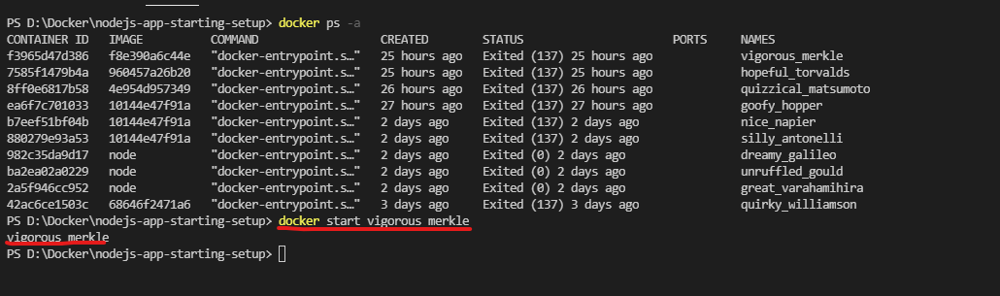 PS D:\Docker\nodejs-app-starting-setup> docker ps -a
CONTAINER ID IMAGE COMMAND CREATED STATUS PORTS NAMES
f3965d47d386 f8e390a6c44e "docker-entrypoint.s…" 25 hours ago Exited (137) 25 hours ago vigorous_merkle
7585f1479b4a 960457a26b20 "docker-entrypoint.s…" 25 hours ago Exited (137) 25 hours ago hopeful_torvalds
8ff0e6817b58 4e954d957349 "docker-entrypoint.s…" 26 hours ago Exited (137) 26 hours ago quizzical_matsumoto
ea6f7c701033 10144e47f91a "docker-entrypoint.s…" 27 hours ago Exited (137) 27 hours ago goofy_hopper
b7eef51bf04b 10144e47f91a "docker-entrypoint.s…" 2 days ago Exited (137) 2 days ago nice_napier
880279e93a53 10144e47f91a "docker-entrypoint.s…" 2 days ago Exited (137) 2 days ago silly_antonelli
982c35da9d17 node "docker-entrypoint.s…" 2 days ago Exited (0) 2 days ago dreamy_galileo
ba2ea02a0229 node "docker-entrypoint.s…" 2 days ago Exited (0) 2 days ago unruffled_gould
2a5f946cc952 node "docker-entrypoint.s…" 2 days ago Exited (0) 2 days ago great_varahamihira
42ac6ce1503c 68646f2471a6 "docker-entrypoint.s…" 3 days ago Exited (137) 3 days ago quirky_williamson
PS D:\Docker\nodejs-app-starting-setup> docker start vigorous_merkle
vigorous_merkle
PS D:\Docker\nodejs-app-starting-setup>